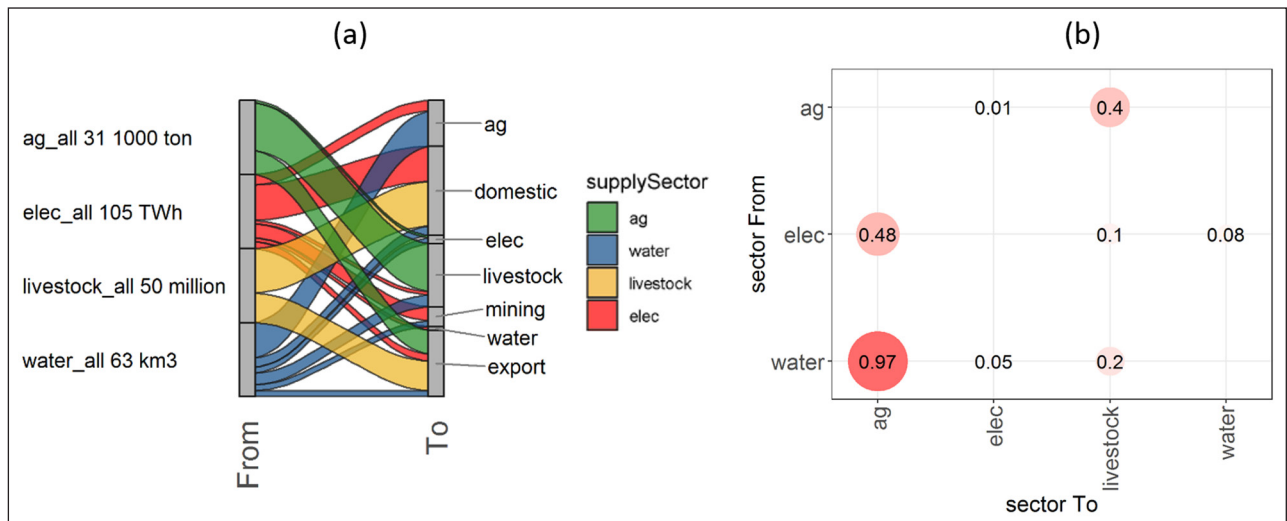 (a)
ag_all 31 1000 ton
elec_all 105 TWh
livestock_all 50 million
water_all 63 km3
From
To
ag
domestic
elec
livestock
mining
water
export
supplySector
ag
water
livestock
elec
(b)
sector From
ag
elec
water
0.01
0.4
0.48
0.1
0.08
0.97
0.05
0.2
ag
elec
livestock
water
sector To